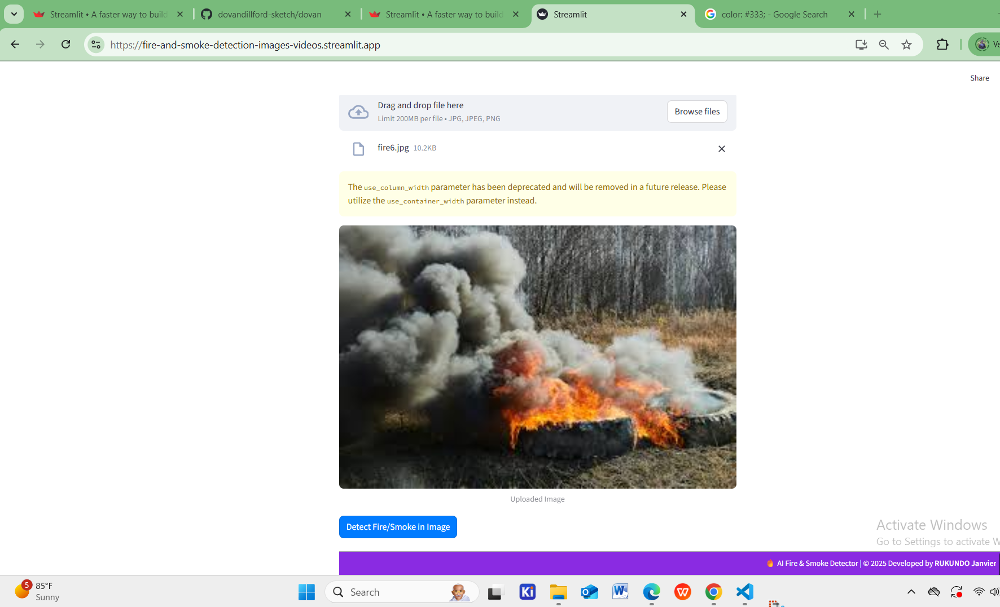 Streamlit • A faster way to build
dovandillford-sketch/dovan
Streamlit • A faster way to build
Streamlit
color: #333; - Google Search
https://fire-and-smoke-detection-images-videos.streamlit.app
Ve
Share
Drag and drop file here
Limit 200MB per file • JPG, JPEG, PNG
Browse files
fire6.jpg 10.2KB
The use_column_width parameter has been deprecated and will be removed in a future release. Please
utilize the use_container_width parameter instead.
Uploaded Image
Detect Fire/Smoke in Image
Activate Windows
Go to Settings to activate W
🔥 AI Fire & Smoke Detector | © 2025 Developed by RUKUNDO Janvier
5
85°F
Sunny
Search
Ki